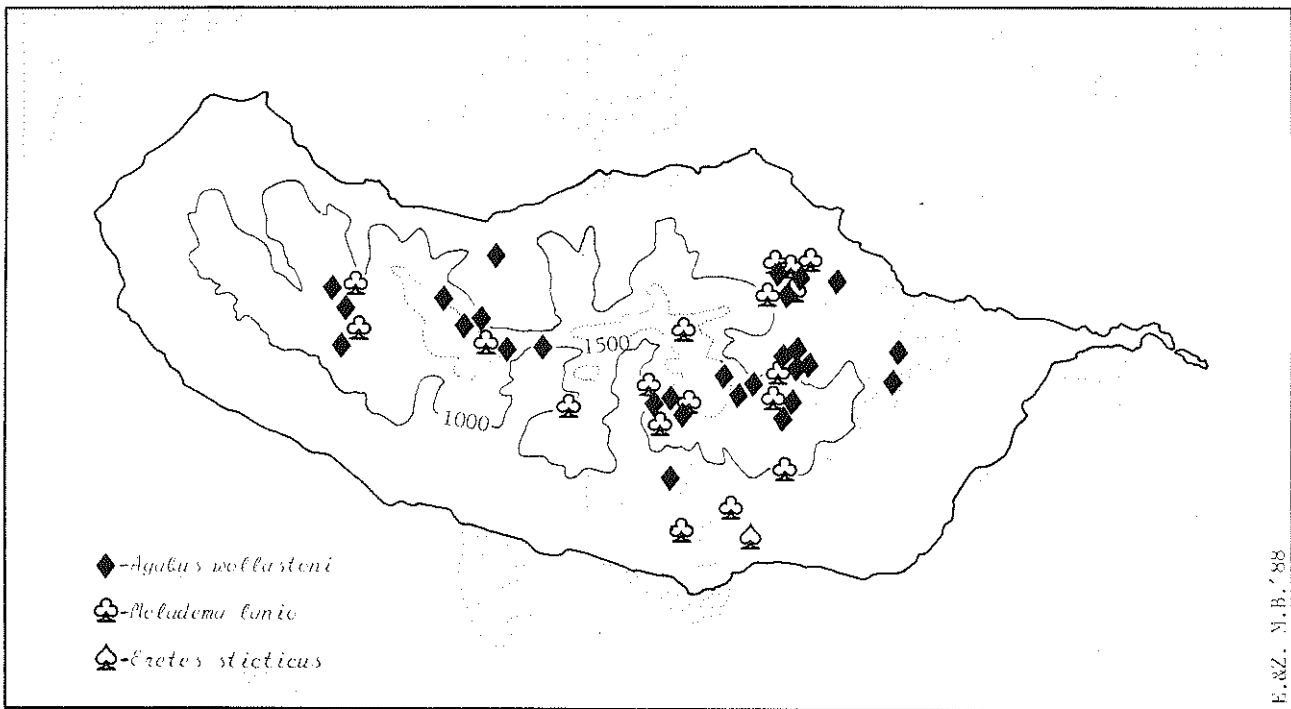 1500
1000
-Agabus wollastoni
-Meladema lanio
-Eretes sticticus
E.&Z. M.B.'88